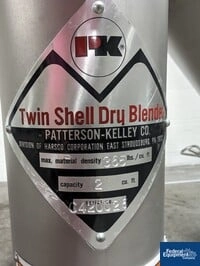 PK
Twin Shell Dry Blender
PATTERSON-KELLEY CO.
DIVISION OF HARSCO CORPORATION EAST STROUDSBURG, PA.
max. material density lbs./cu. ft.
capacity 2 cu. ft.
Federal
Equipment
Company